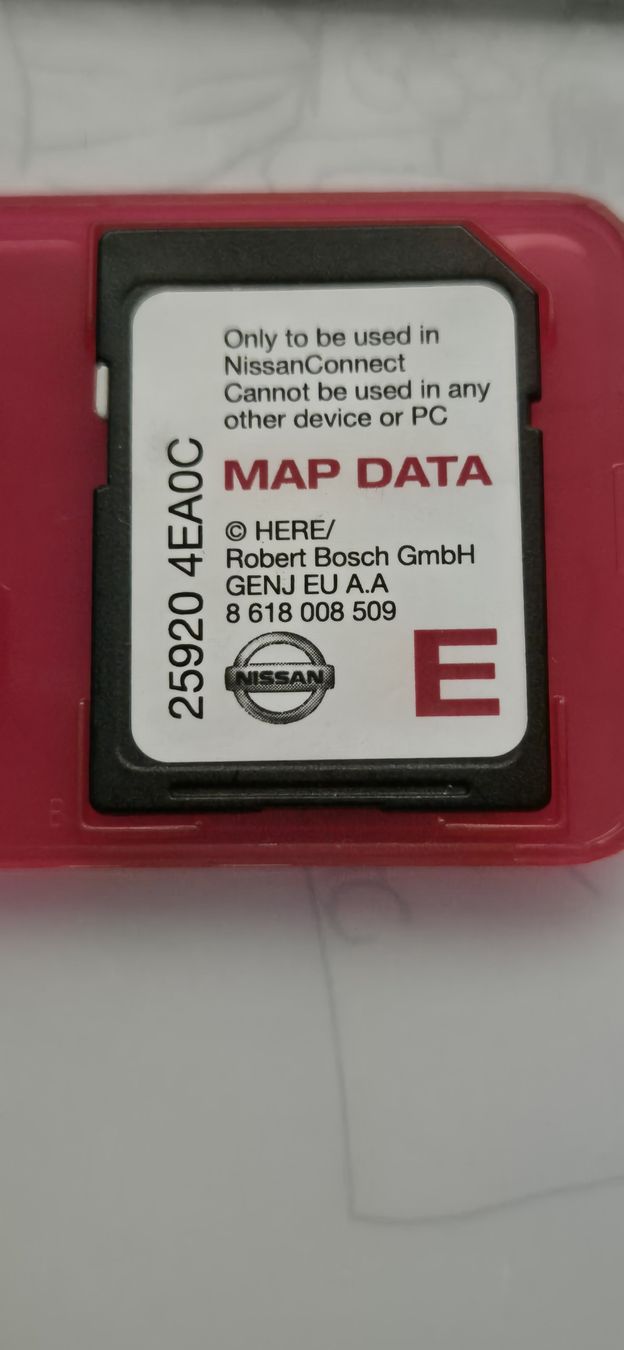 Only to be used in
NissanConnect
Cannot be used in any
other device or PC
MAP DATA
© HERE/
Robert Bosch GmbH
GENJ EU A.A
8 618 008 509
NISSAN
E
25920 4EA0C